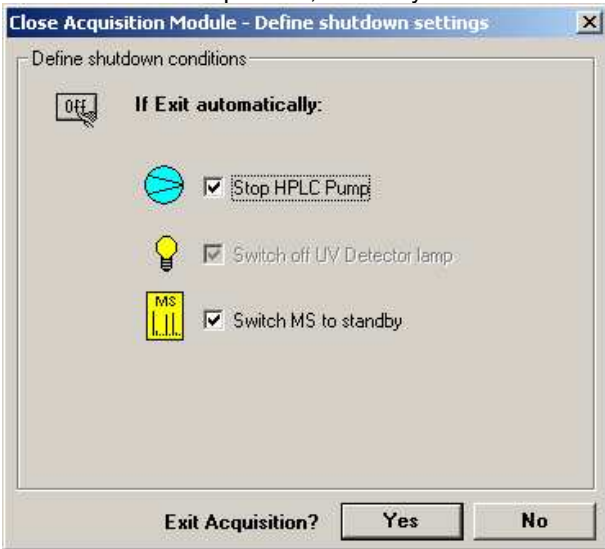 Close Acquisition Module - Define shutdown settings
Define shutdown conditions
Off
If Exit automatically:
Stop HPLC Pump
Switch off UV Detector lamp
MS
Switch MS to standby
Exit Acquisition?
Yes
No